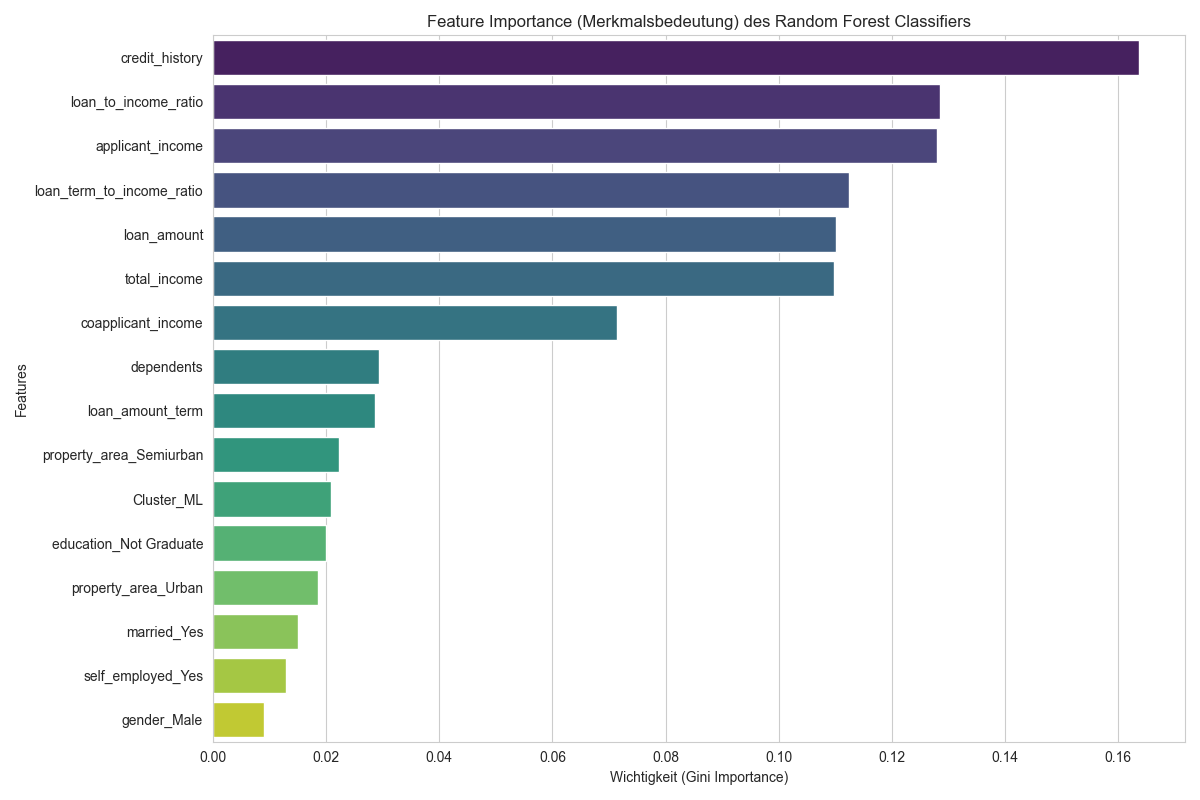 Feature Importance (Merkmalsbedeutung) des Random Forest Classifiers
credit_history
loan_to_income_ratio
applicant_income
loan_term_to_income_ratio
loan_amount
total_income
coapplicant_income
dependents
loan_amount_term
property_area_Semiurban
Cluster_ML
education_Not Graduate
property_area_Urban
married_Yes
self_employed_Yes
gender_Male
Features
0.00 0.02 0.04 0.06 0.08 0.10 0.12 0.14 0.16
Wichtigkeit (Gini Importance)